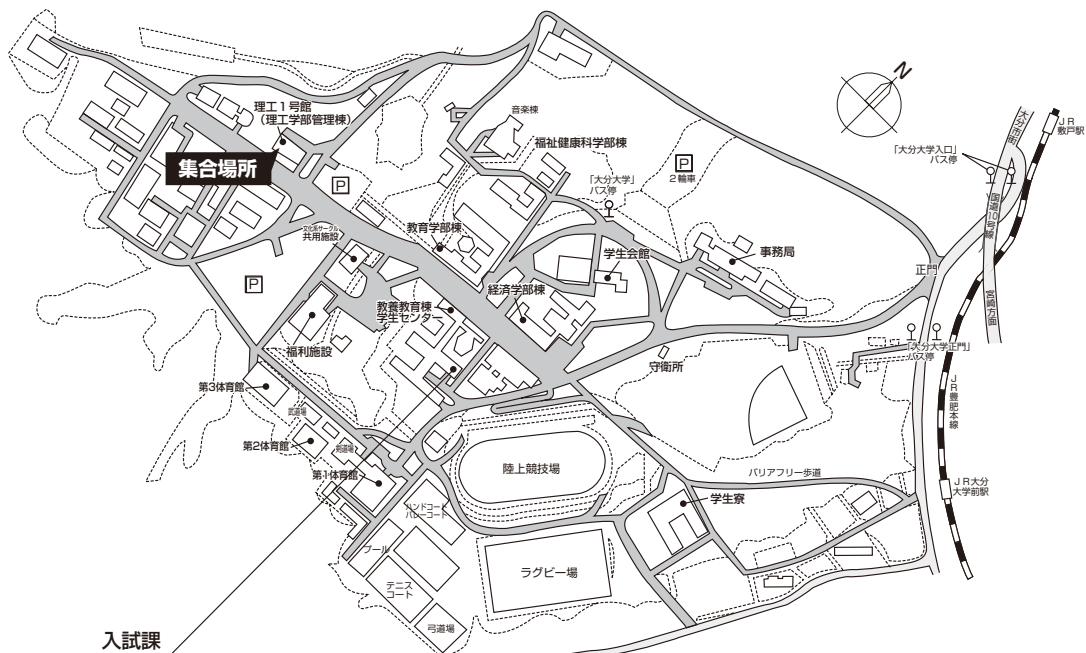 理工1号館
（理工学部管理棟）
集合場所
P
音楽棟
福祉健康科学部棟
「大分大学」
バス停
P
2輪車
N
大分市街
JR
敷戸駅
「大分大学入口」
バス停
国道10号線
宮崎方面
文化系サークル
共用施設
教育学部棟
学生会館
事務局
正門
P
教養教育棟
学生センター
経済学部棟
福利施設
守衛所
「大分大学正門」
バス停
JR豊肥本線
第3体育館
武道場
第2体育館
剣道場
第1体育館
陸上競技場
バリアフリー歩道
JR大分
大学前駅
ハンドコート
バレーコート
学生寮
プール
ラグビー場
テニス
コート
弓道場
入試課